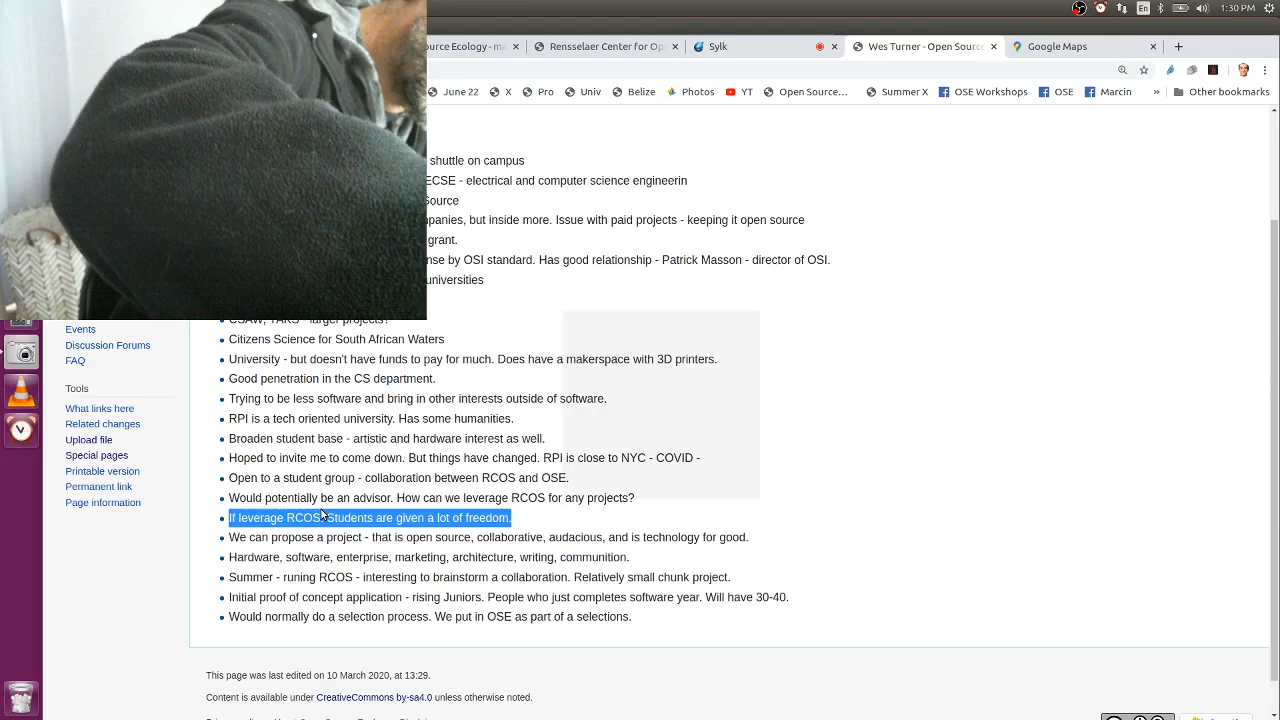 En
1:30 PM
ource Ecology - ma
Rensselaer Center for Op
Sylk
Wes Turner - Open Sourc
Google Maps
June 22
X
Pro
Univ
Belize
Photos
YT
Open Source…
Summer X
OSE Workshops
OSE
Marcin
»
Other bookmarks
shuttle on campus
ECSE - electrical and computer science engineerin
Source
panies, but inside more. Issue with paid projects - keeping it open source
grant.
nse by OSI standard. Has good relationship - Patrick Masson - director of OSI.
universities
CSAW, TAKS - larger projects?
Citizens Science for South African Waters
University - but doesn't have funds to pay for much. Does have a makerspace with 3D printers.
Good penetration in the CS department.
Trying to be less software and bring in other interests outside of software.
RPI is a tech oriented university. Has some humanities.
Broaden student base - artistic and hardware interest as well.
Hoped to invite me to come down. But things have changed. RPI is close to NYC - COVID -
Open to a student group - collaboration between RCOS and OSE.
Would potentially be an advisor. How can we leverage RCOS for any projects?
If leverage RCOS. Students are given a lot of freedom.
We can propose a project - that is open source, collaborative, audacious, and is technology for good.
Hardware, software, enterprise, marketing, architecture, writing, communition.
Summer - runing RCOS - interesting to brainstorm a collaboration. Relatively small chunk project.
Initial proof of concept application - rising Juniors. People who just completes software year. Will have 30-40.
Would normally do a selection process. We put in OSE as part of a selections.
Events
Discussion Forums
FAQ
Tools
What links here
Related changes
Upload file
Special pages
Printable version
Permanent link
Page information
This page was last edited on 10 March 2020, at 13:29.
Content is available under CreativeCommons by-sa4.0 unless otherwise noted.